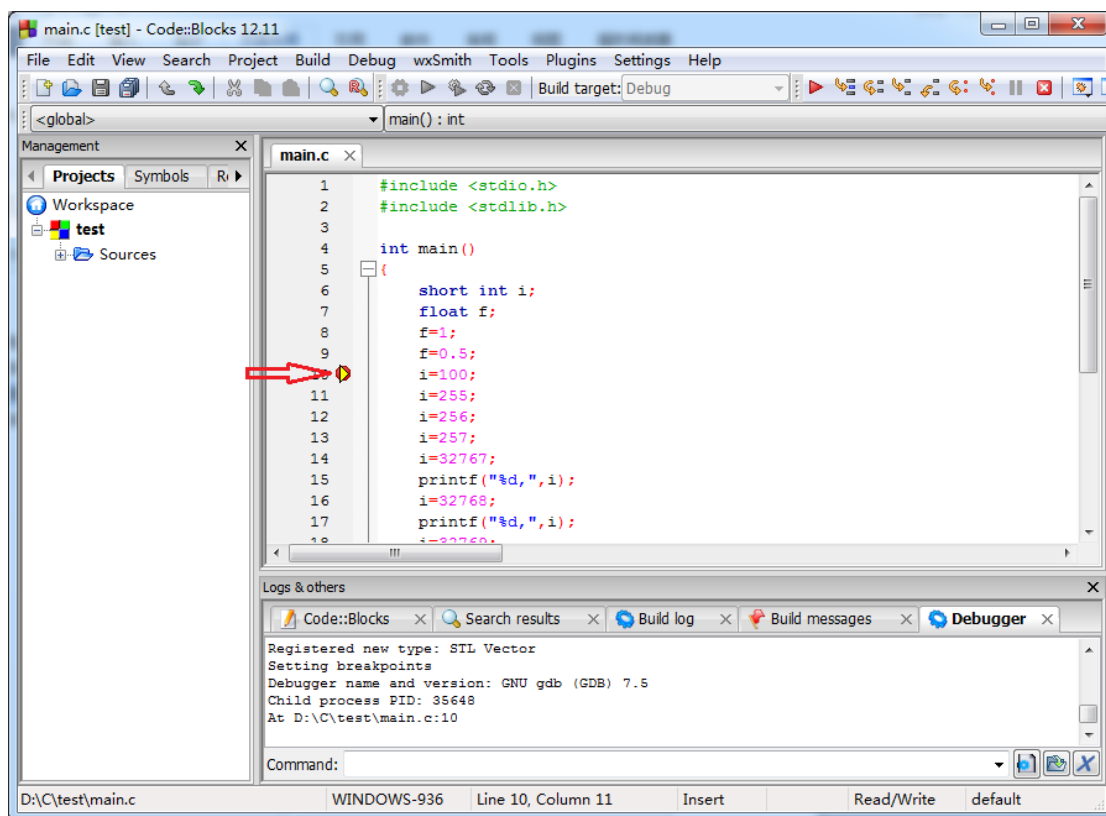 main.c [test] - Code::Blocks 12.11
File Edit View Search Project Build Debug wxSmith Tools Plugins Settings Help
Build target: Debug
<global> main() : int
Management
Projects Symbols
Workspace
test
Sources
main.c
1 #include <stdio.h>
2 #include <stdlib.h>
3
4 int main()
5 {
6 short int i;
7 float f;
8 f=1;
9 f=0.5;
10 i=100;
11 i=255;
12 i=256;
13 i=257;
14 i=32767;
15 printf("%d,",i);
16 i=32768;
17 printf("%d,",i);
18 i=32769;
Logs & others
Code::Blocks Search results Build log Build messages Debugger
Registered new type: STL Vector
Setting breakpoints
Debugger name and version: GNU gdb (GDB) 7.5
Child process PID: 35648
At D:\C\test\main.c:10
Command:
D:\C\test\main.c WINDOWS-936 Line 10, Column 11 Insert Read/Write default